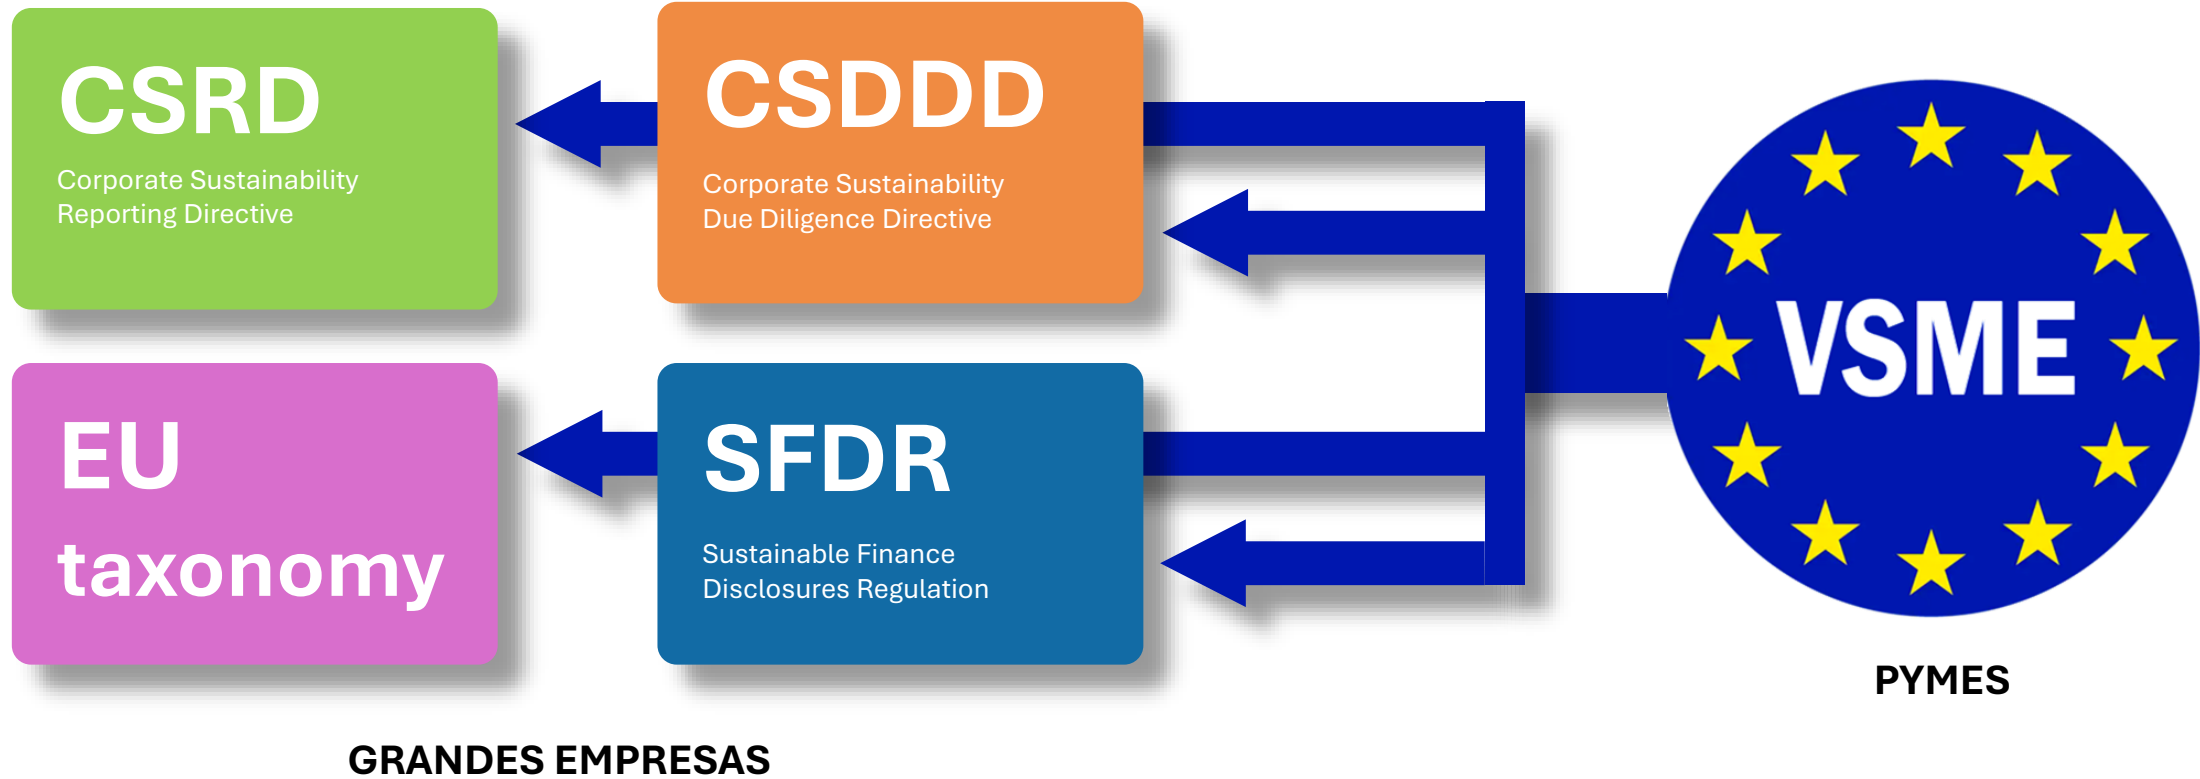 CSRD
Corporate Sustainability
Reporting Directive
CSDDD
Corporate Sustainability
Due Diligence Directive
EU
taxonomy
SFDR
Sustainable Finance
Disclosures Regulation
VSME
PYMES
GRANDES EMPRESAS